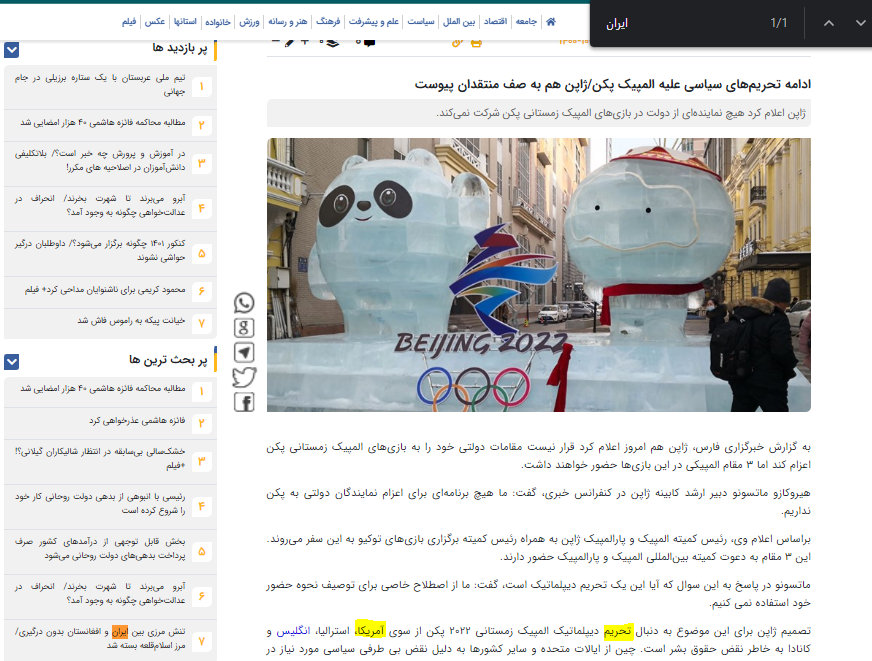 جامعه اقتصاد بین الملل سیاست علم و پیشرفت فرهنگ هنر و رسانه ورزش خانواده استانها عکس فیلم
ایران
1/1
ادامه تحریم‌های سیاسی علیه المپیک پکن/ژاپن هم به صف منتقدان پیوست
ژاپن اعلام کرد هیچ نماینده‌ای از دولت در بازی‌های المپیک زمستانی پکن شرکت نمی‌کند.
BEIJING 2022
به گزارش خبرگزاری فارس، ژاپن هم امروز اعلام کرد قرار نیست مقامات دولتی خود را به بازی‌های المپیک زمستانی پکن
اعزام کند اما ۳ مقام المپیکی در این بازی‌ها حضور خواهند داشت.
هیروکازو ماتسونو دبیر ارشد کابینه ژاپن در کنفرانس خبری، گفت: ما هیچ برنامه‌ای برای اعزام نمایندگان دولتی به پکن
نداریم.
براساس اعلام وی، رئیس کمیته المپیک و پارالمپیک ژاپن به همراه رئیس کمیته برگزاری بازی‌های توکیو به این سفر می‌روند.
این ۳ مقام به دعوت کمیته بین‌المللی المپیک و پارالمپیک حضور دارند.
ماتسونو در پاسخ به این سوال که آیا این یک تحریم دیپلماتیک است، گفت: ما از اصطلاح خاصی برای توصیف نحوه حضور
خود استفاده نمی کنیم.
تصمیم ژاپن برای این موضوع به دنبال تحریم دیپلماتیک المپیک زمستانی ۲۰۲۲ پکن از سوی آمریکا، استرالیا، انگلیس و
کانادا به خاطر نقض حقوق بشر است. چین از ایالات متحده و سایر کشورها به دلیل نقض بی طرفی سیاسی مورد نیاز در
پر بازدید ها
۱ تیم ملی عربستان با یک ستاره برزیلی در جام
جهانی
۲ مطالبه محاکمه فائزه هاشمی ۴۰ هزار امضایی شد
۳ در آموزش و پرورش چه خبر است؟/ بلاتکلیفی
دانش‌آموزان در اصلاحیه های مکرر!
۴ آبرو می‌برند تا شهرت بخرند/ انحراف در
عدالت‌خواهی چگونه به وجود آمد؟
۵ کنکور ۱۴۰۱ چگونه برگزار می‌شود؟/ داوطلبان درگیر
حواشی نشوند
۶ محمود کریمی برای ناشنوایان مداحی کرد+ فیلم
۷ خیانت پیکه به راموس فاش شد
پر بحث ترین ها
۱ مطالبه محاکمه فائزه هاشمی ۴۰ هزار امضایی شد
۲ فائزه هاشمی عذرخواهی کرد
۳ خشک‌سالی بی‌سابقه در انتظار شالیکاران گیلانی؟!
+فیلم
۴ رئیسی با انبوهی از بدهی دولت روحانی کار خود
را شروع کرده است
۵ بخش قابل توجهی از درآمدهای کشور صرف
پرداخت بدهی‌های دولت روحانی می‌شود
۶ آبرو می‌برند تا شهرت بخرند/ انحراف در
عدالت‌خواهی چگونه به وجود آمد؟
۷ تنش مرزی بین ایران و افغانستان بدون درگیری/
مرز اسلام‌قلعه بسته شد